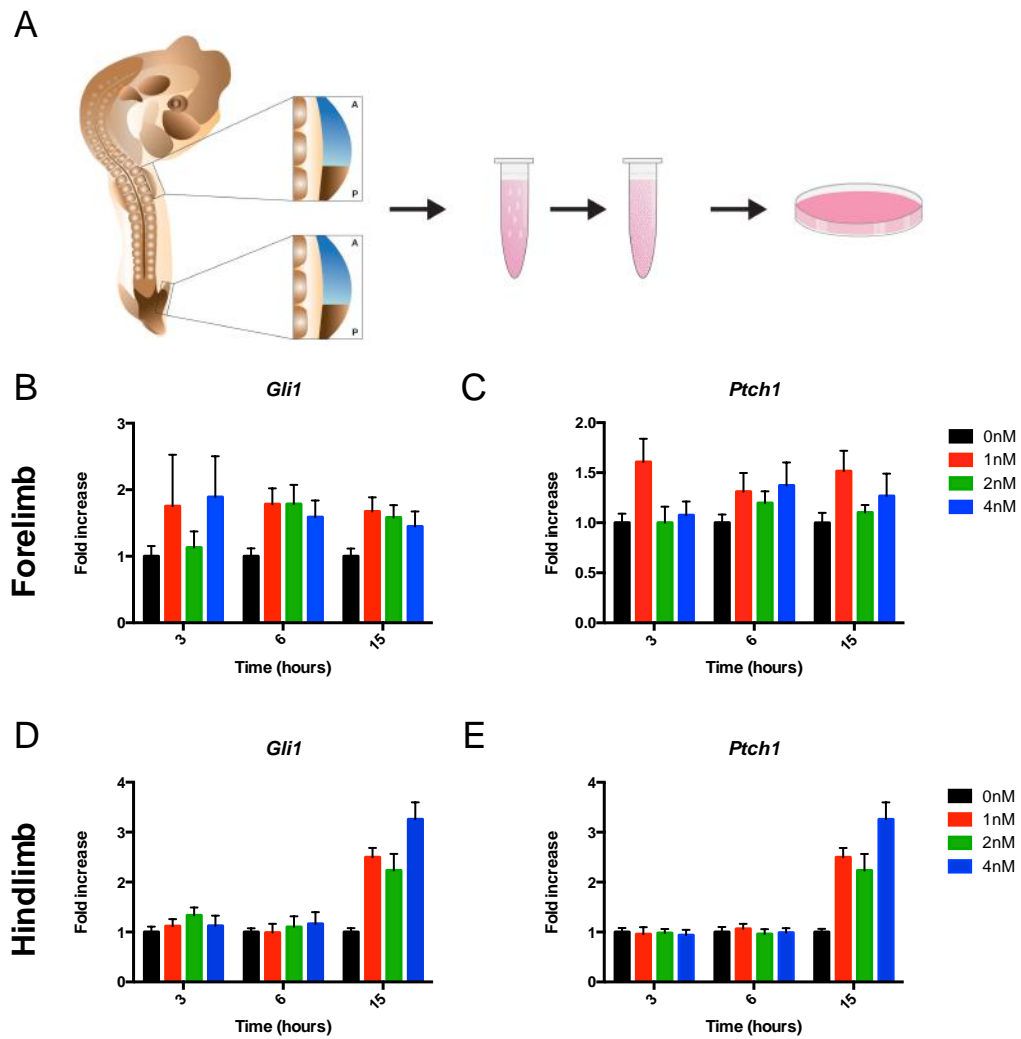 A
A
P
A
P
B
Gli1
C
Ptch1
Forelimb
Fold increase
3
2
1
0
3
6
15
Time (hours)
Fold increase
2.0
1.5
1.0
0.5
0.0
3
6
15
Time (hours)
0nM
1nM
2nM
4nM
D
Gli1
E
Ptch1
Hindlimb
Fold increase
4
3
2
1
0
3
6
15
Time (hours)
Fold increase
4
3
2
1
0
3
6
15
Time (hours)
0nM
1nM
2nM
4nM